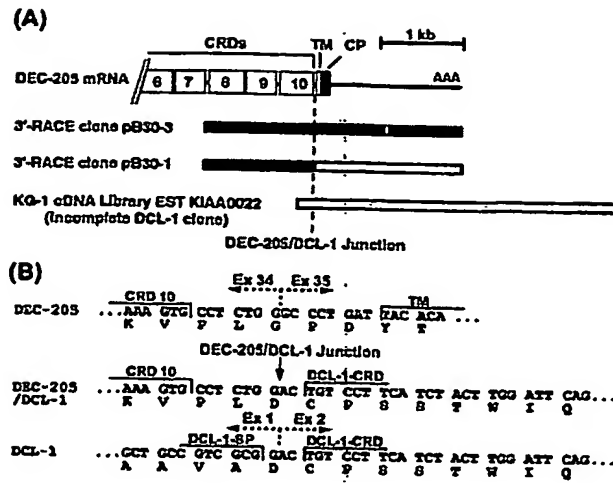 (A)
CRDs TM CP 1 kb
DEC-205 mRNA 6 7 8 9 10 AAA
3'-RACE clone pB30-3
3'-RACE clone pB30-1
KG-1 cDNA Library EST KIAA0022
(Incomplete DCL-1 clone)
DEC-205/DCL-1 Junction
(B)
Ex 34 Ex 35
CRD 10 TM
DEC-205 ...AAA GTG CCT CTG GGC CCT GAT TAC ACA ...
K V P L G P D Y T
DEC-205/DCL-1 Junction
CRD 10 DCL-1-CRD
DEC-205 ...AAA GTG CCT CTG GAC TGT CCT TCA TCT ACT TGG ATT CAG...
/DCL-1 K V P L D C P S S T W I Q
Ex 1 Ex 2
DCL-1-SP DCL-1-CRD
DCL-1 ...GCT GCC GTC GCG GAC TGT CCT TCA TCT ACT TGG ATT CAG...
A A V A D C P S S T W I Q